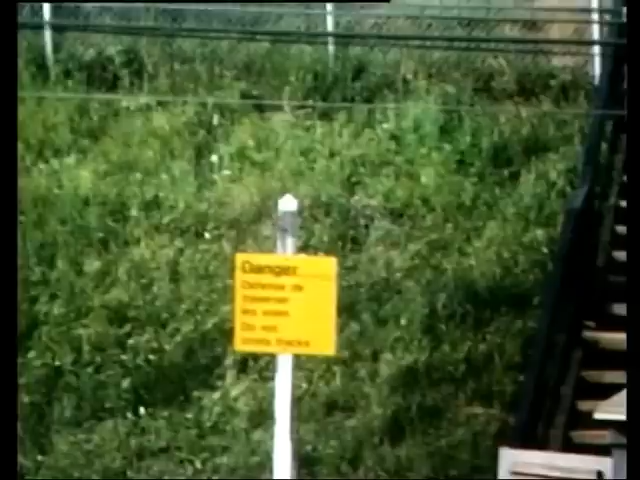 Danger
Défense de
traverser
les voies
Do not
cross tracks